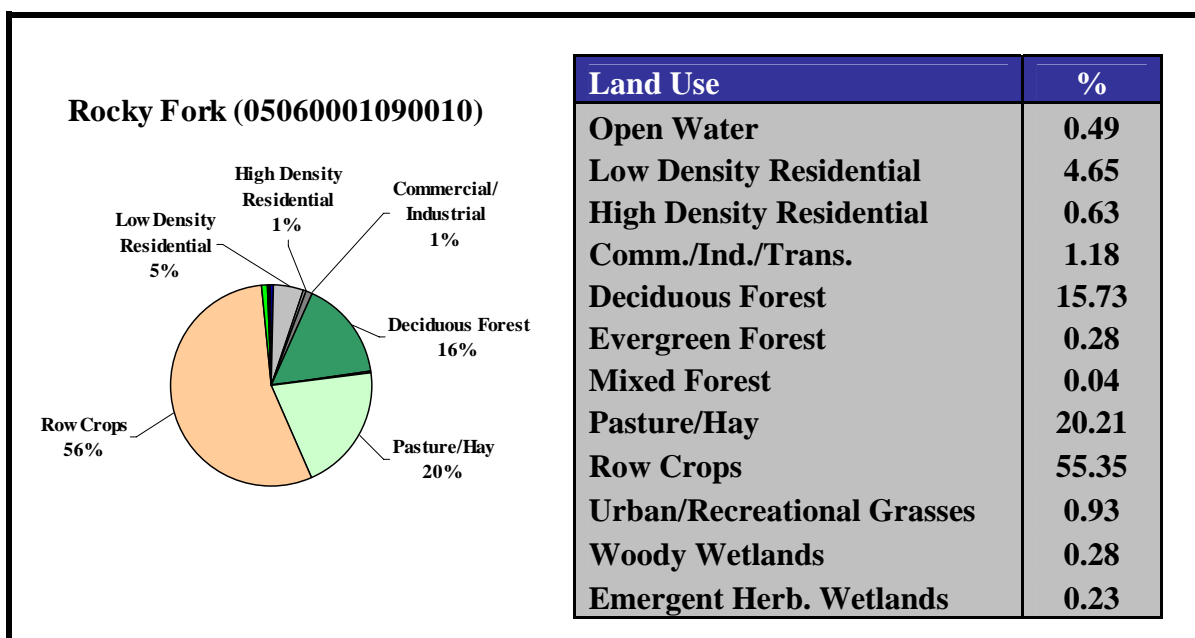 Rocky Fork (05060001090010)
High Density
Residential
1%
Commercial/
Industrial
1%
Low Density
Residential
5%
Deciduous Forest
16%
Row Crops
56%
Pasture/Hay
20%
Land Use %
Open Water 0.49
Low Density Residential 4.65
High Density Residential 0.63
Comm./Ind./Trans. 1.18
Deciduous Forest 15.73
Evergreen Forest 0.28
Mixed Forest 0.04
Pasture/Hay 20.21
Row Crops 55.35
Urban/Recreational Grasses 0.93
Woody Wetlands 0.28
Emergent Herb. Wetlands 0.23